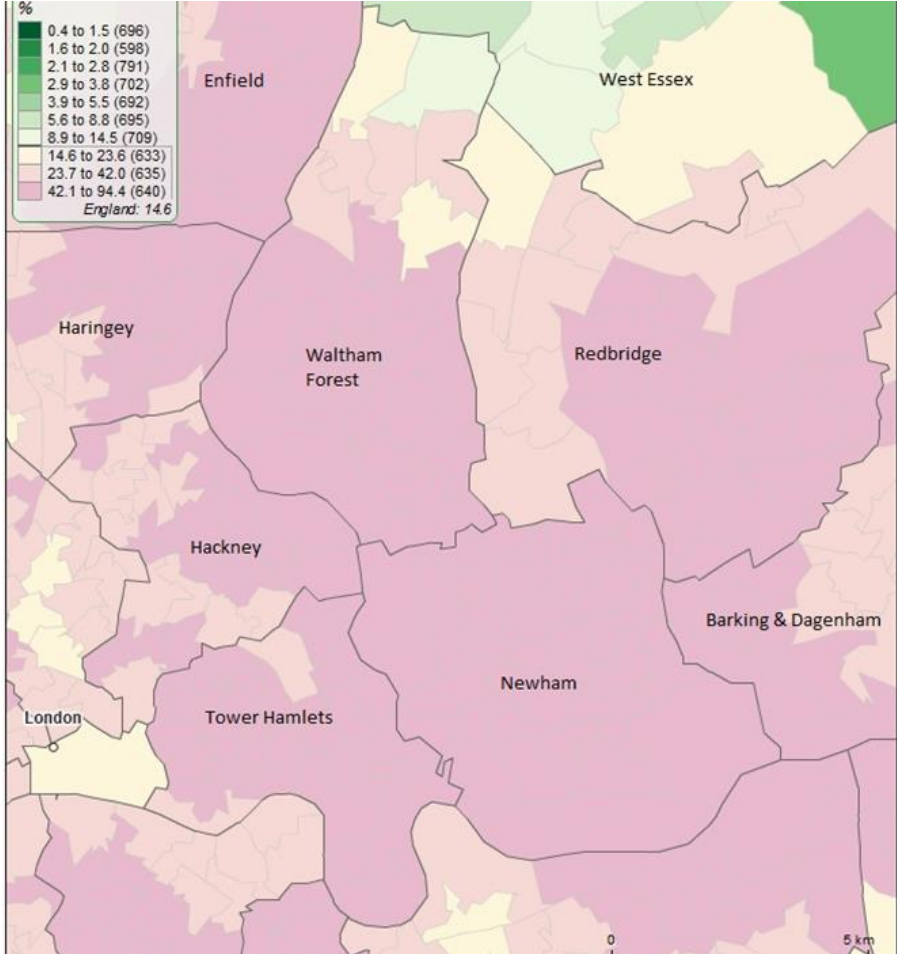 %
0.4 to 1.5 (696)
1.6 to 2.0 (598)
2.1 to 2.8 (791)
2.9 to 3.8 (702)
3.9 to 5.5 (692)
5.6 to 8.8 (695)
8.9 to 14.5 (709)
14.6 to 23.6 (633)
23.7 to 42.0 (635)
42.1 to 94.4 (640)
England: 14.6
Enfield
West Essex
Haringey
Waltham
Forest
Redbridge
Hackney
Barking & Dagenham
Newham
Tower Hamlets
London
0
5 km